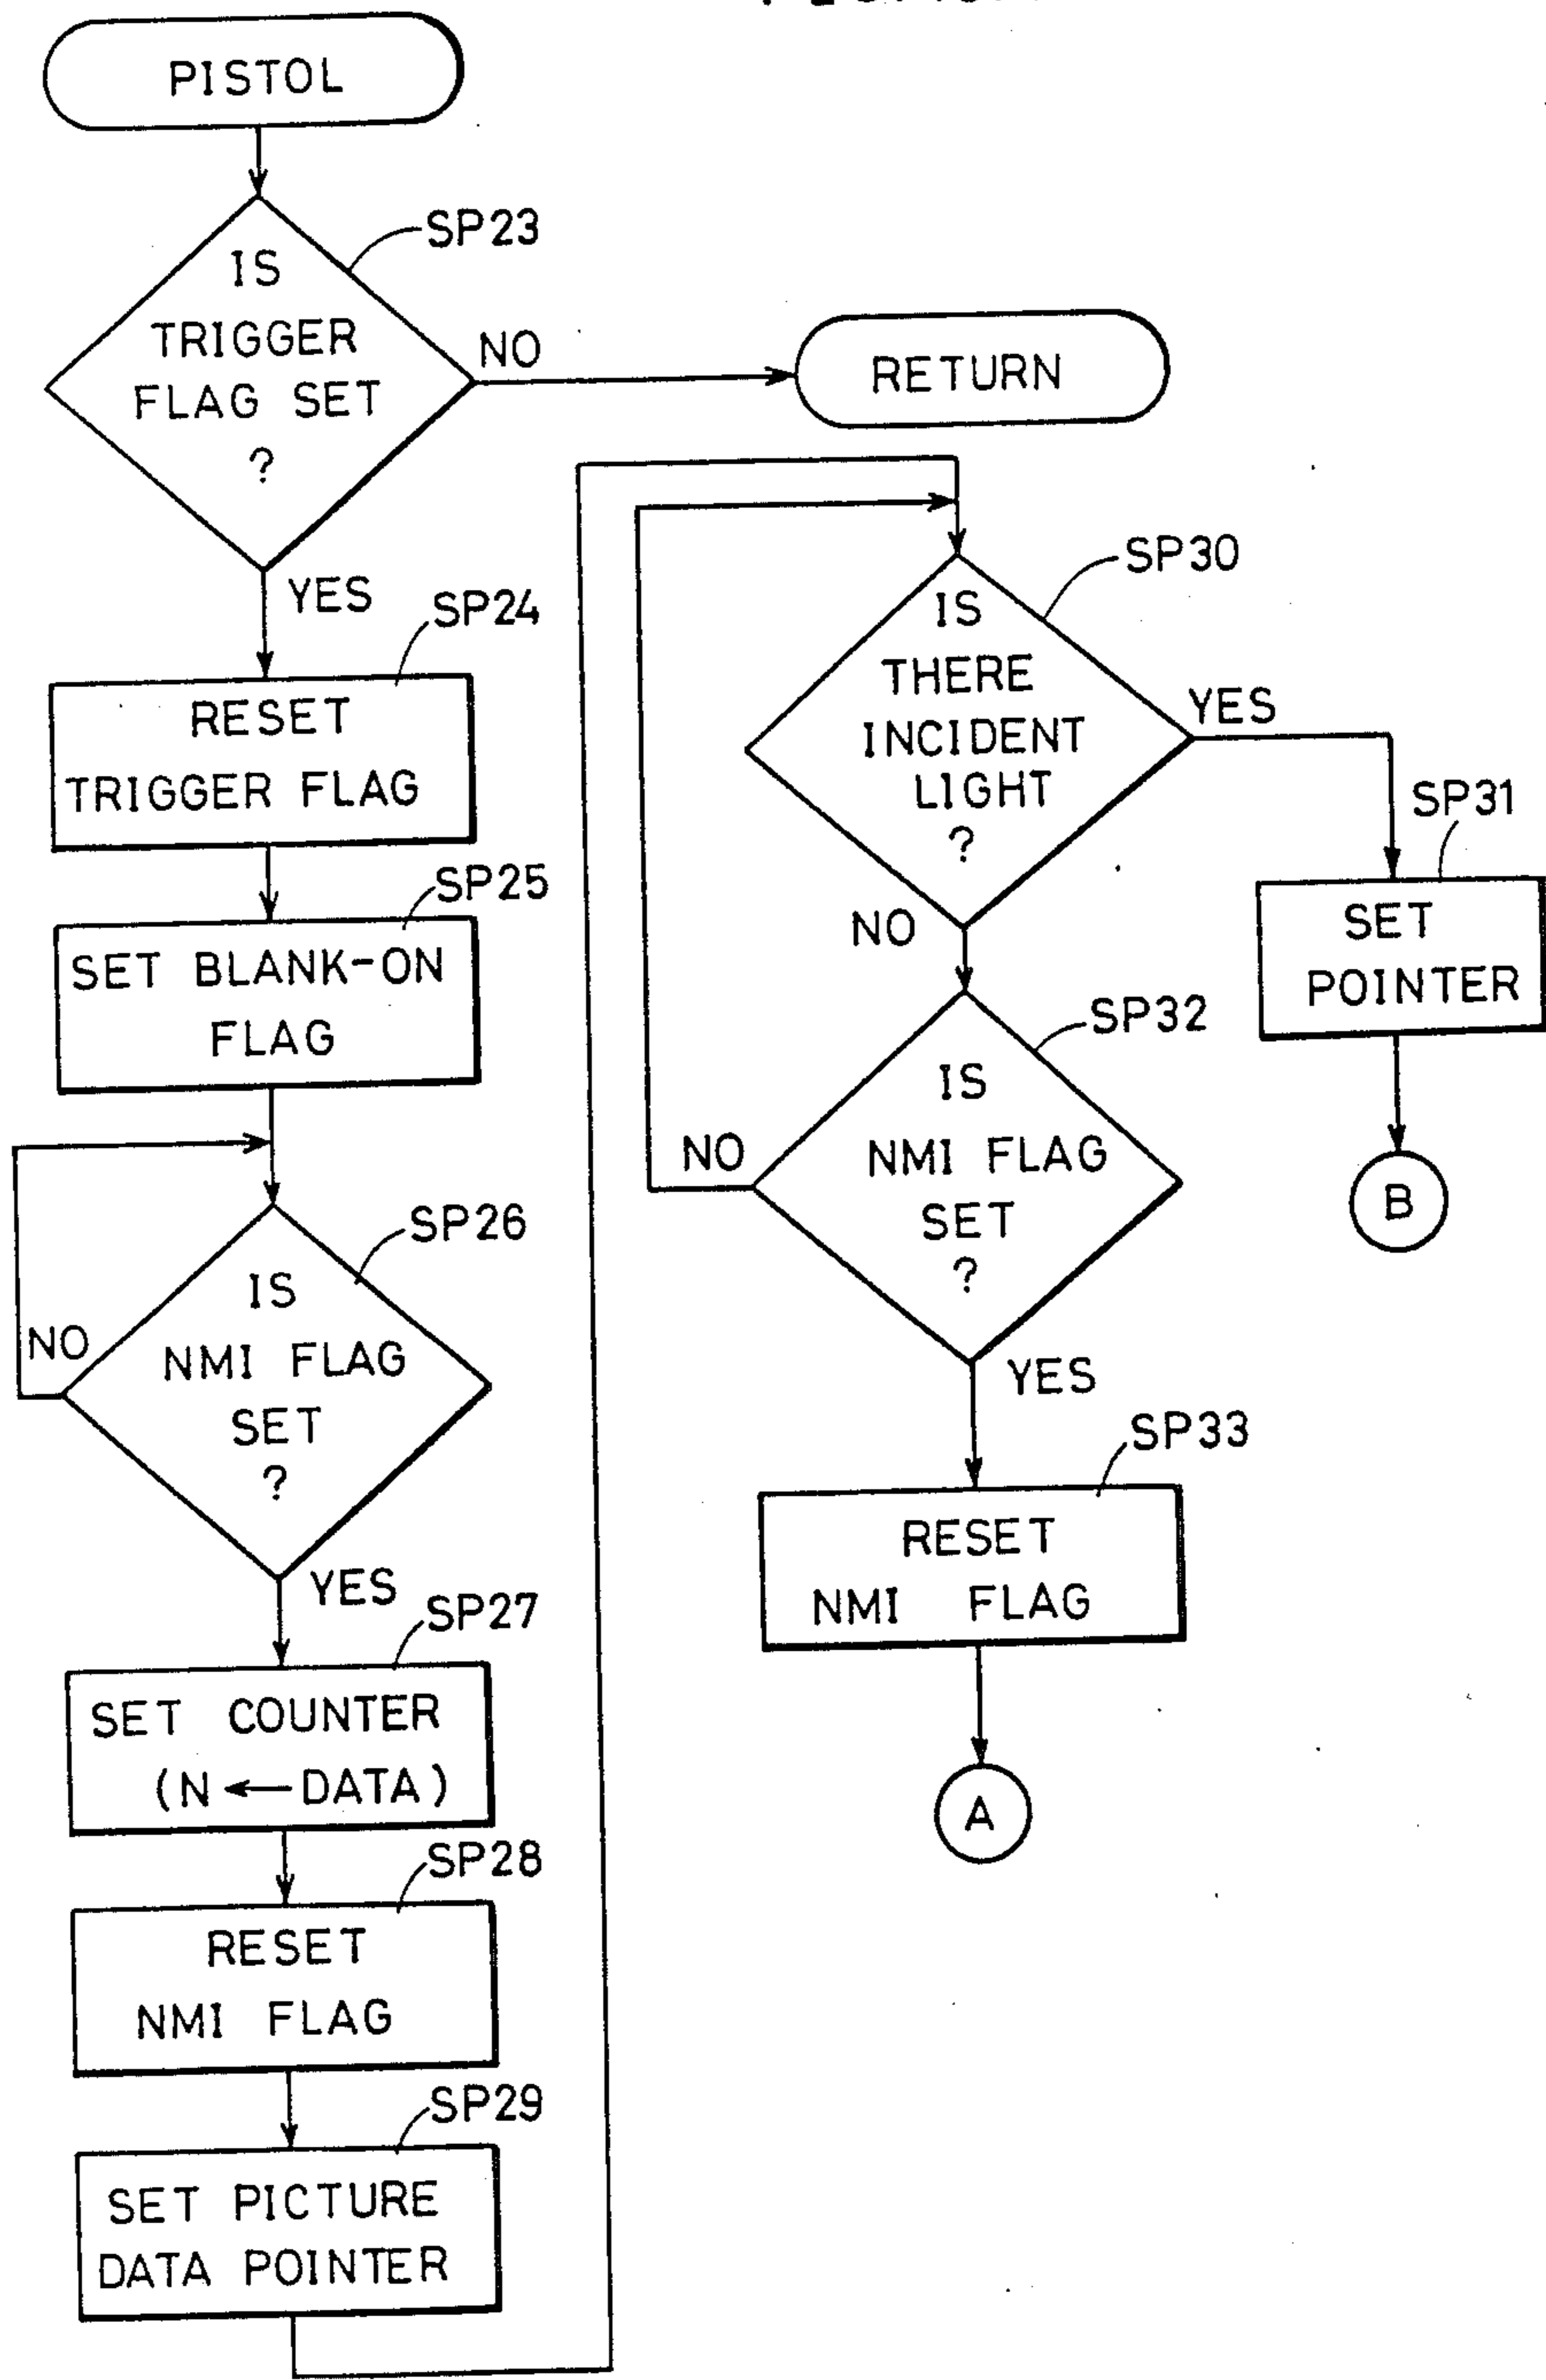 PISTOL
SP23
IS
TRIGGER
FLAG SET
?
NO
RETURN
YES
SP24
RESET
TRIGGER FLAG
SP25
SET BLANK-ON
FLAG
SP26
IS
NMI FLAG
SET
?
NO
YES
SP27
SET COUNTER
(N ← DATA)
SP28
RESET
NMI FLAG
SP29
SET PICTURE
DATA POINTER
SP30
IS
THERE
INCIDENT
LIGHT
?
YES
NO
SP31
SET
POINTER
B
SP32
IS
NMI FLAG
SET
?
NO
YES
SP33
RESET
NMI FLAG
A